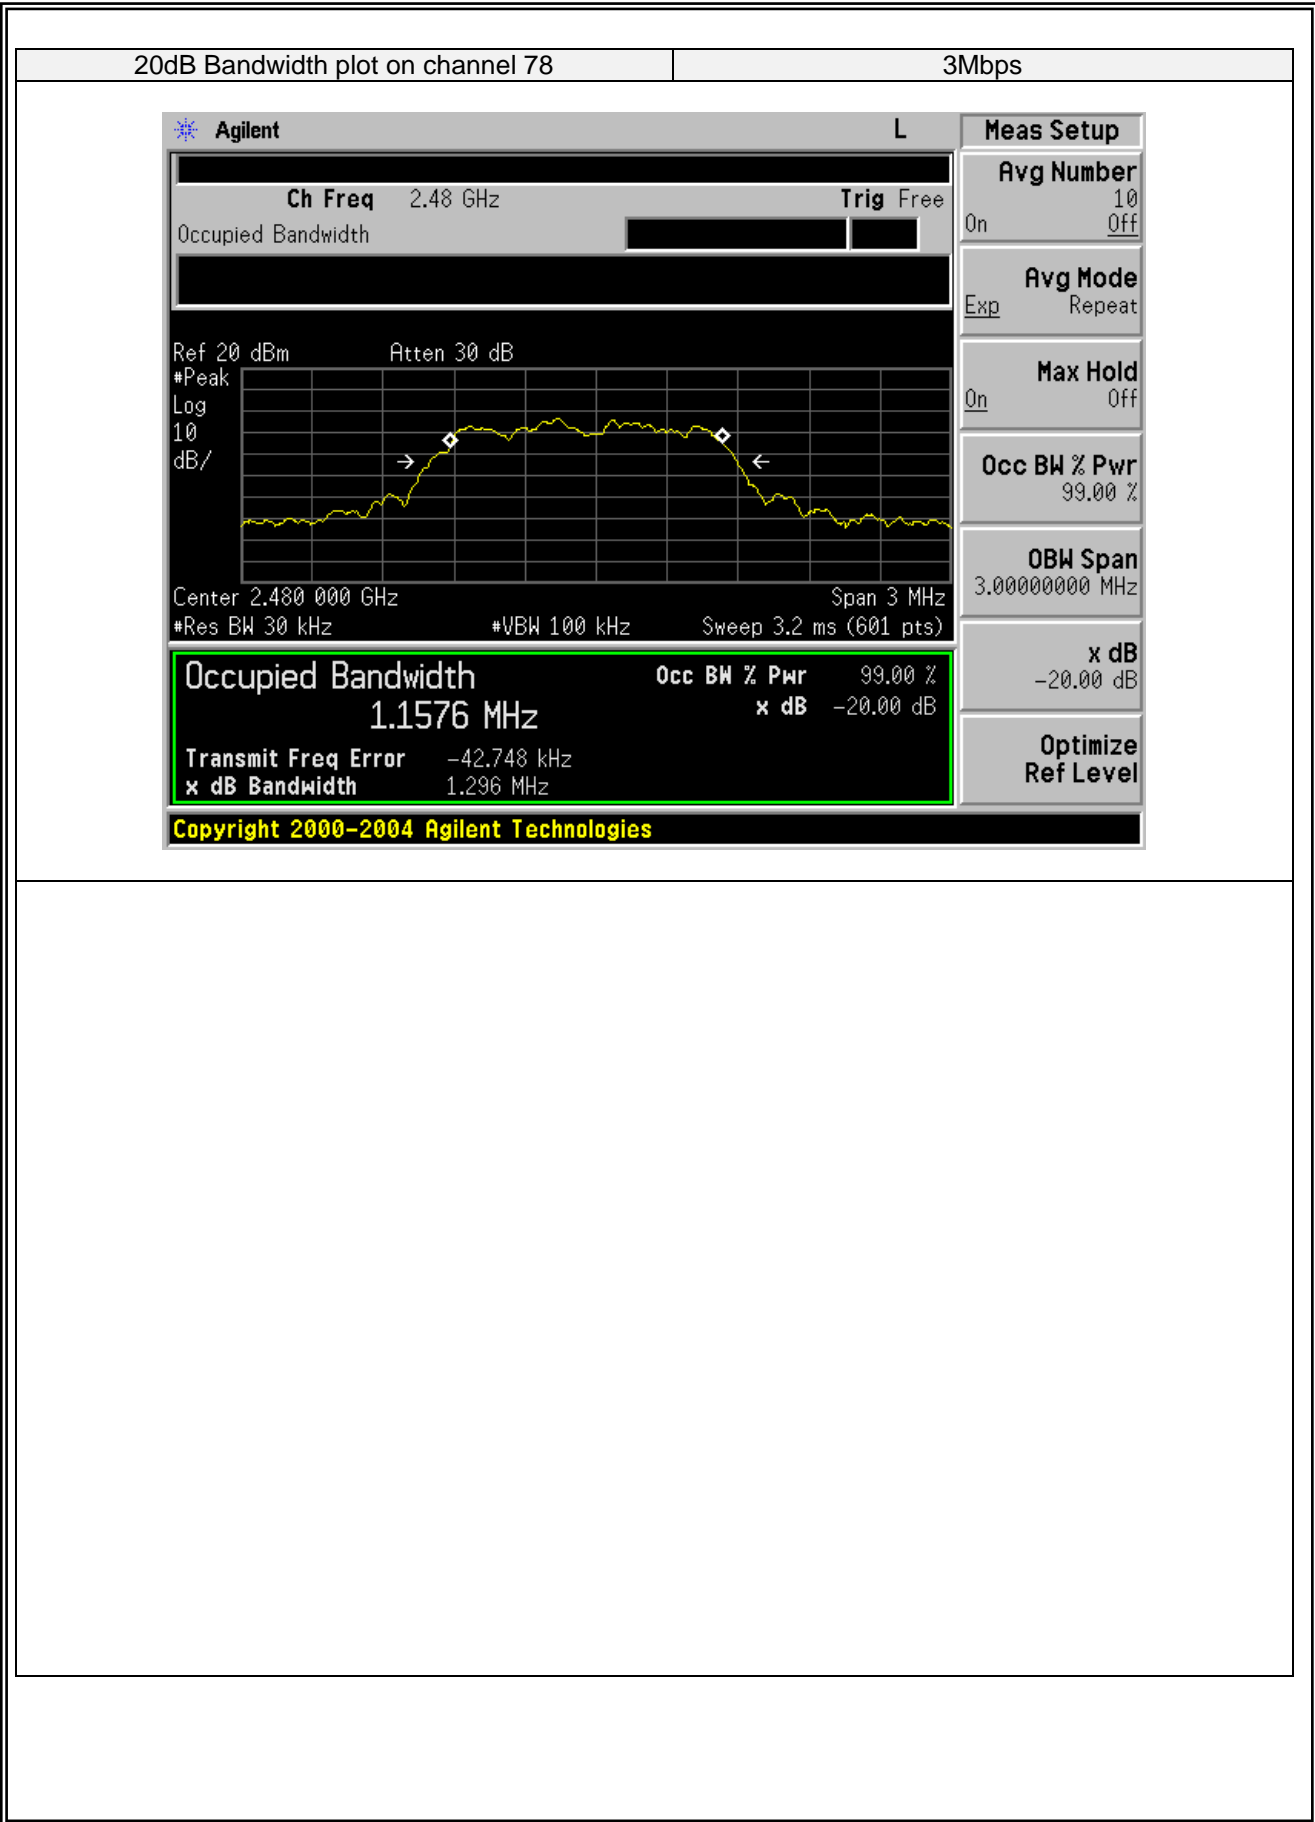 20dB Bandwidth plot on channel 78 3Mbps
Agilent L Meas Setup
Ch Freq 2.48 GHz Trig Free
Occupied Bandwidth
Avg Number
10
On Off
Avg Mode
Exp Repeat
Max Hold
On Off
Occ BW % Pwr
99.00 %
OBW Span
3.00000000 MHz
x dB
-20.00 dB
Optimize
Ref Level
Ref 20 dBm Atten 30 dB
#Peak
Log
10
dB/
Center 2.480 000 GHz Span 3 MHz
#Res BW 30 kHz #VBW 100 kHz Sweep 3.2 ms (601 pts)
Occupied Bandwidth
1.1576 MHz
Occ BW % Pwr 99.00 %
x dB -20.00 dB
Transmit Freq Error -42.748 kHz
x dB Bandwidth 1.296 MHz
Copyright 2000-2004 Agilent Technologies